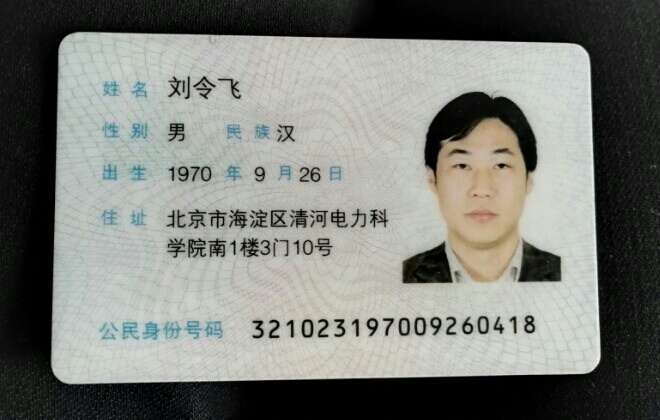 姓名 刘令飞
性别 男 民族 汉
出生 1970 年 9 月 26 日
住址 北京市海淀区清河电力科
学院南1楼3门10号
公民身份号码 321023197009260418